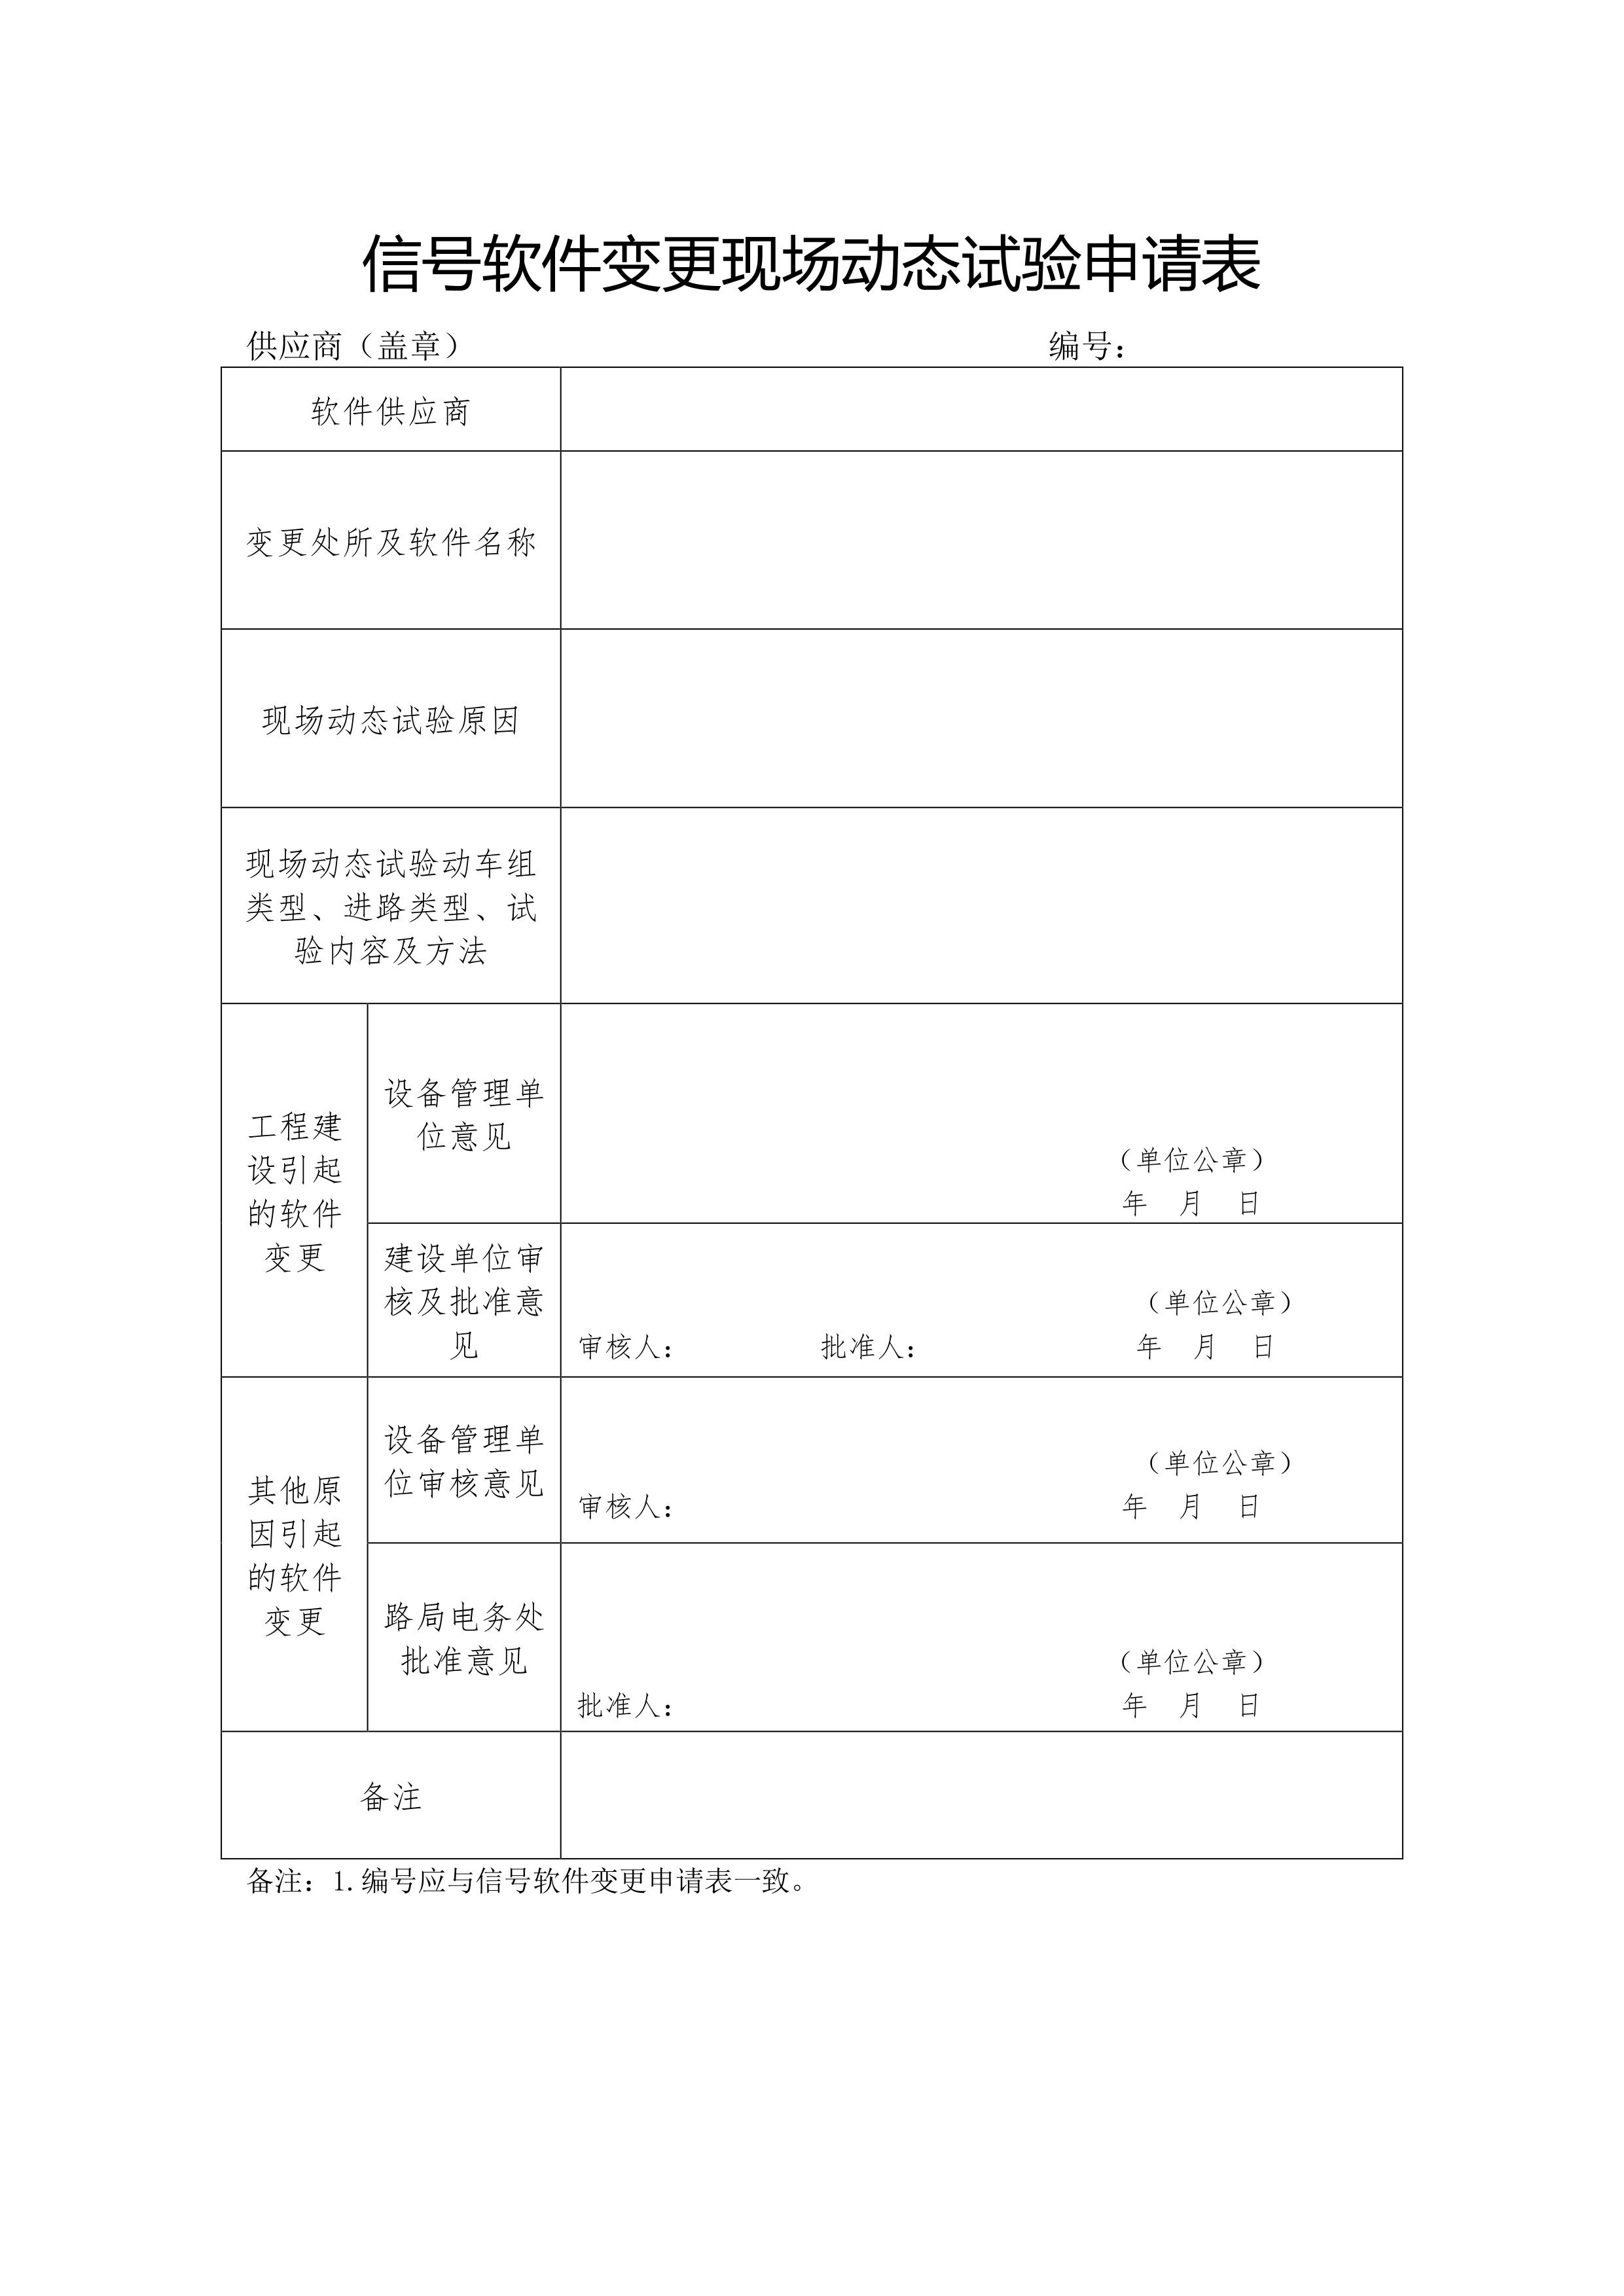 信号软件变更现场动态试验申请表
供应商（盖章） 编号：
软件供应商
变更处所及软件名称
现场动态试验原因
现场动态试验动车组
类型、进路类型、试
验内容及方法
工程建
设引起
的软件
变更
设备管理单
位意见
（单位公章）
年 月 日
建设单位审
核及批准意
见
（单位公章）
审核人： 批准人： 年 月 日
其他原
因引起
的软件
变更
设备管理单
位审核意见
（单位公章）
审核人： 年 月 日
路局电务处
批准意见
（单位公章）
批准人： 年 月 日
备注
备注：1.编号应与信号软件变更申请表一致。